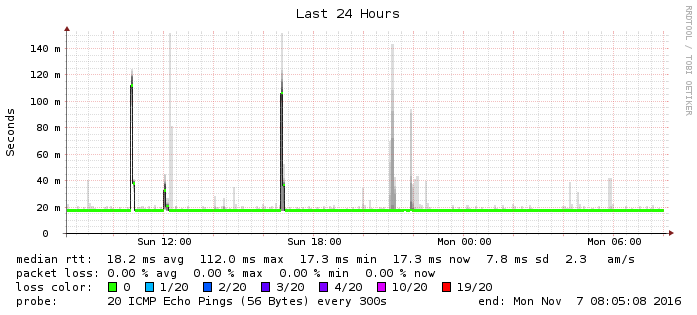 Last 24 Hours
RRDTOOL / TOBI OETIKER
Seconds
140 m
120 m
100 m
80 m
60 m
40 m
20 m
0
Sun 12:00 Sun 18:00 Mon 00:00 Mon 06:00
median rtt: 18.2 ms avg 112.0 ms max 17.3 ms min 17.3 ms now 7.8 ms sd 2.3 am/s
packet loss: 0.00 % avg 0.00 % max 0.00 % min 0.00 % now
loss color: 0 1/20 2/20 3/20 4/20 10/20 19/20
probe: 20 ICMP Echo Pings (56 Bytes) every 300s end: Mon Nov 7 08:05:08 2016